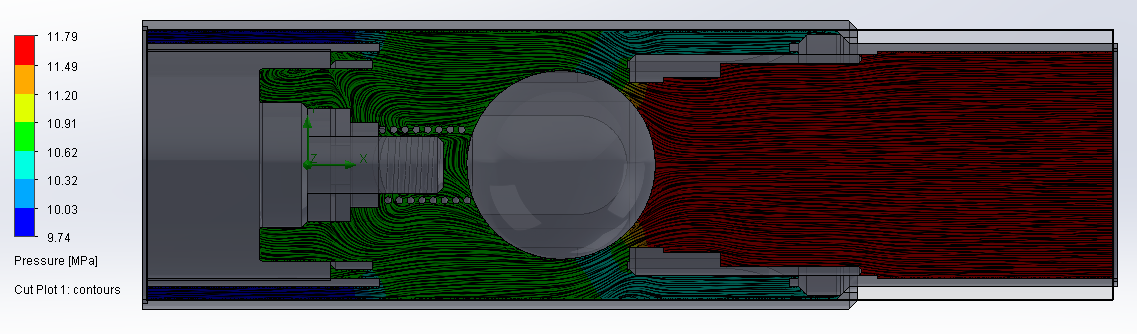 11.79
11.49
11.20
10.91
10.62
10.32
10.03
9.74
Pressure [MPa]
Cut Plot 1: contours
Z
X